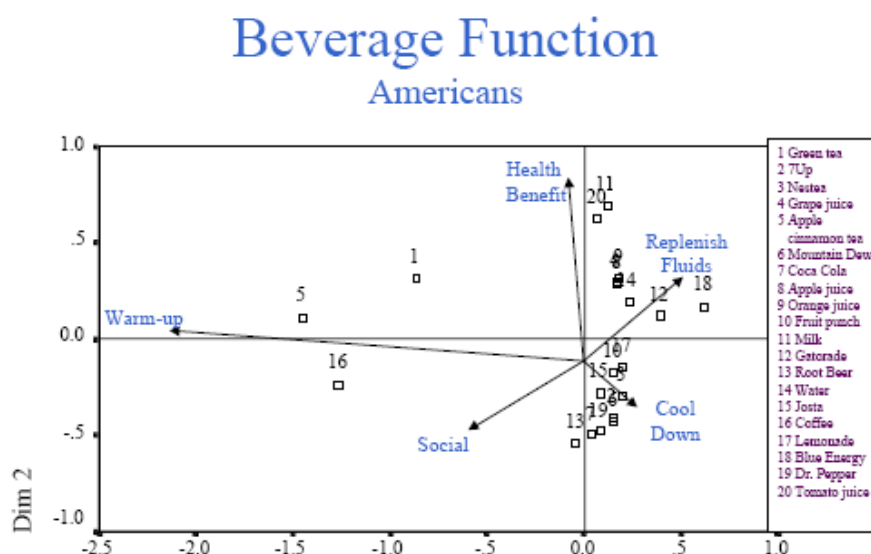 Beverage Function
Americans
1.0
.5
0.0
-.5
-1.0
Dim 2
-2.5
-2.0
-1.5
-1.0
-.5
0.0
.5
1.0
Health
Benefit
Replenish
Fluids
Warm-up
Social
Cool
Down
11
20
1
5
16
9
14
12
18
17
15
19
13
1 Green tea
2 7Up
3 Nestea
4 Grape juice
5 Apple
cinnamon tea
6 Mountain Dew
7 Coca Cola
8 Apple juice
9 Orange juice
10 Fruit punch
11 Milk
12 Gatorade
13 Root Beer
14 Water
15 Josta
16 Coffee
17 Lemonade
18 Blue Energy
19 Dr. Pepper
20 Tomato juice